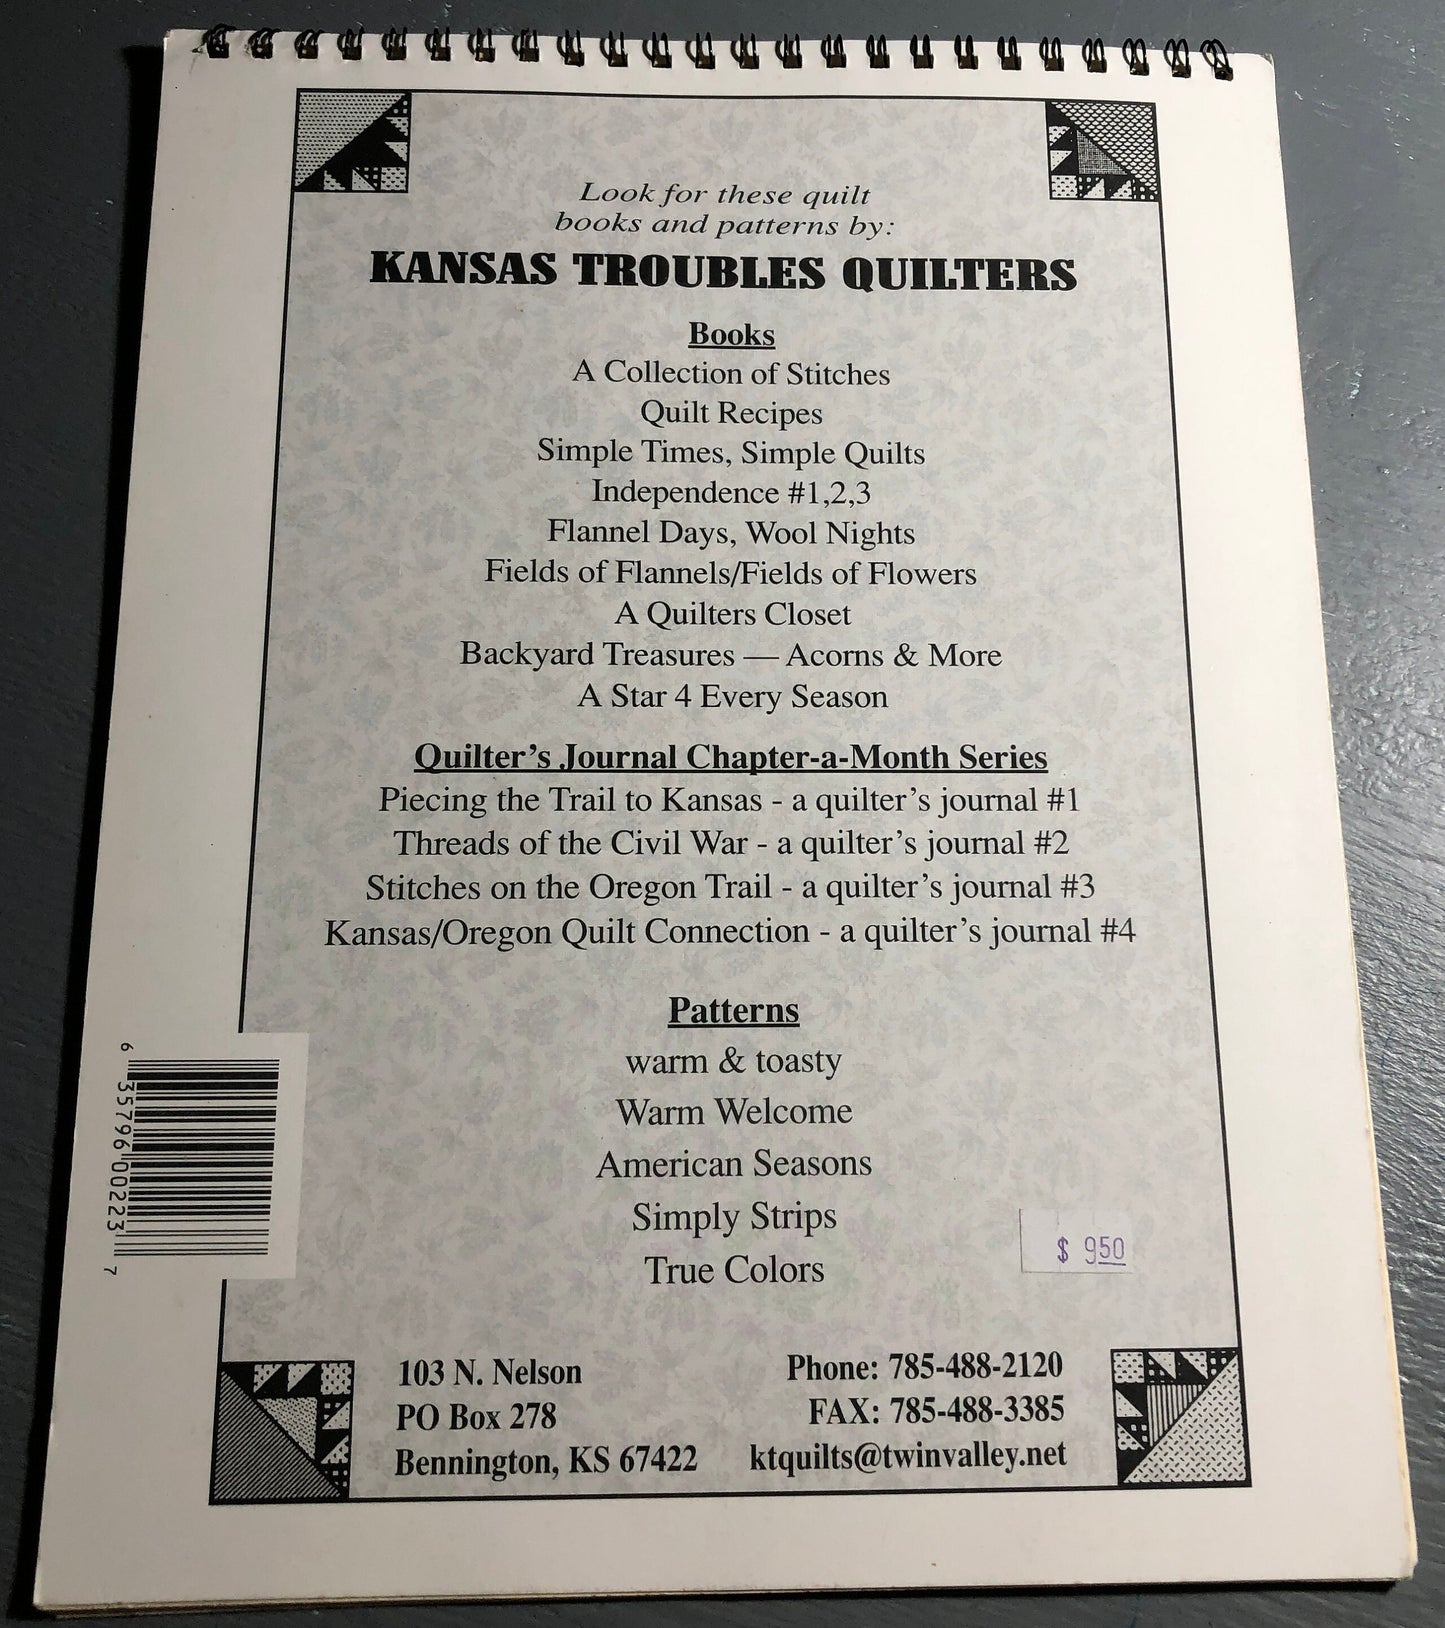 Look for these quilt
books and patterns by:
KANSAS TROUBLES QUILTERS
Books
A Collection of Stitches
Quilt Recipes
Simple Times, Simple Quilts
Independence #1,2,3
Flannel Days, Wool Nights
Fields of Flannels/Fields of Flowers
A Quilters Closet
Backyard Treasures — Acorns & More
A Star 4 Every Season
Quilter's Journal Chapter-a-Month Series
Piecing the Trail to Kansas - a quilter's journal #1
Threads of the Civil War - a quilter's journal #2
Stitches on the Oregon Trail - a quilter's journal #3
Kansas/Oregon Quilt Connection - a quilter's journal #4
Patterns
warm & toasty
Warm Welcome
American Seasons
Simply Strips
True Colors
$ 950
6 35796 00223 7
103 N. Nelson
PO Box 278
Bennington, KS 67422
Phone: 785-488-2120
FAX: 785-488-3385
ktquilts@twinvalley.net